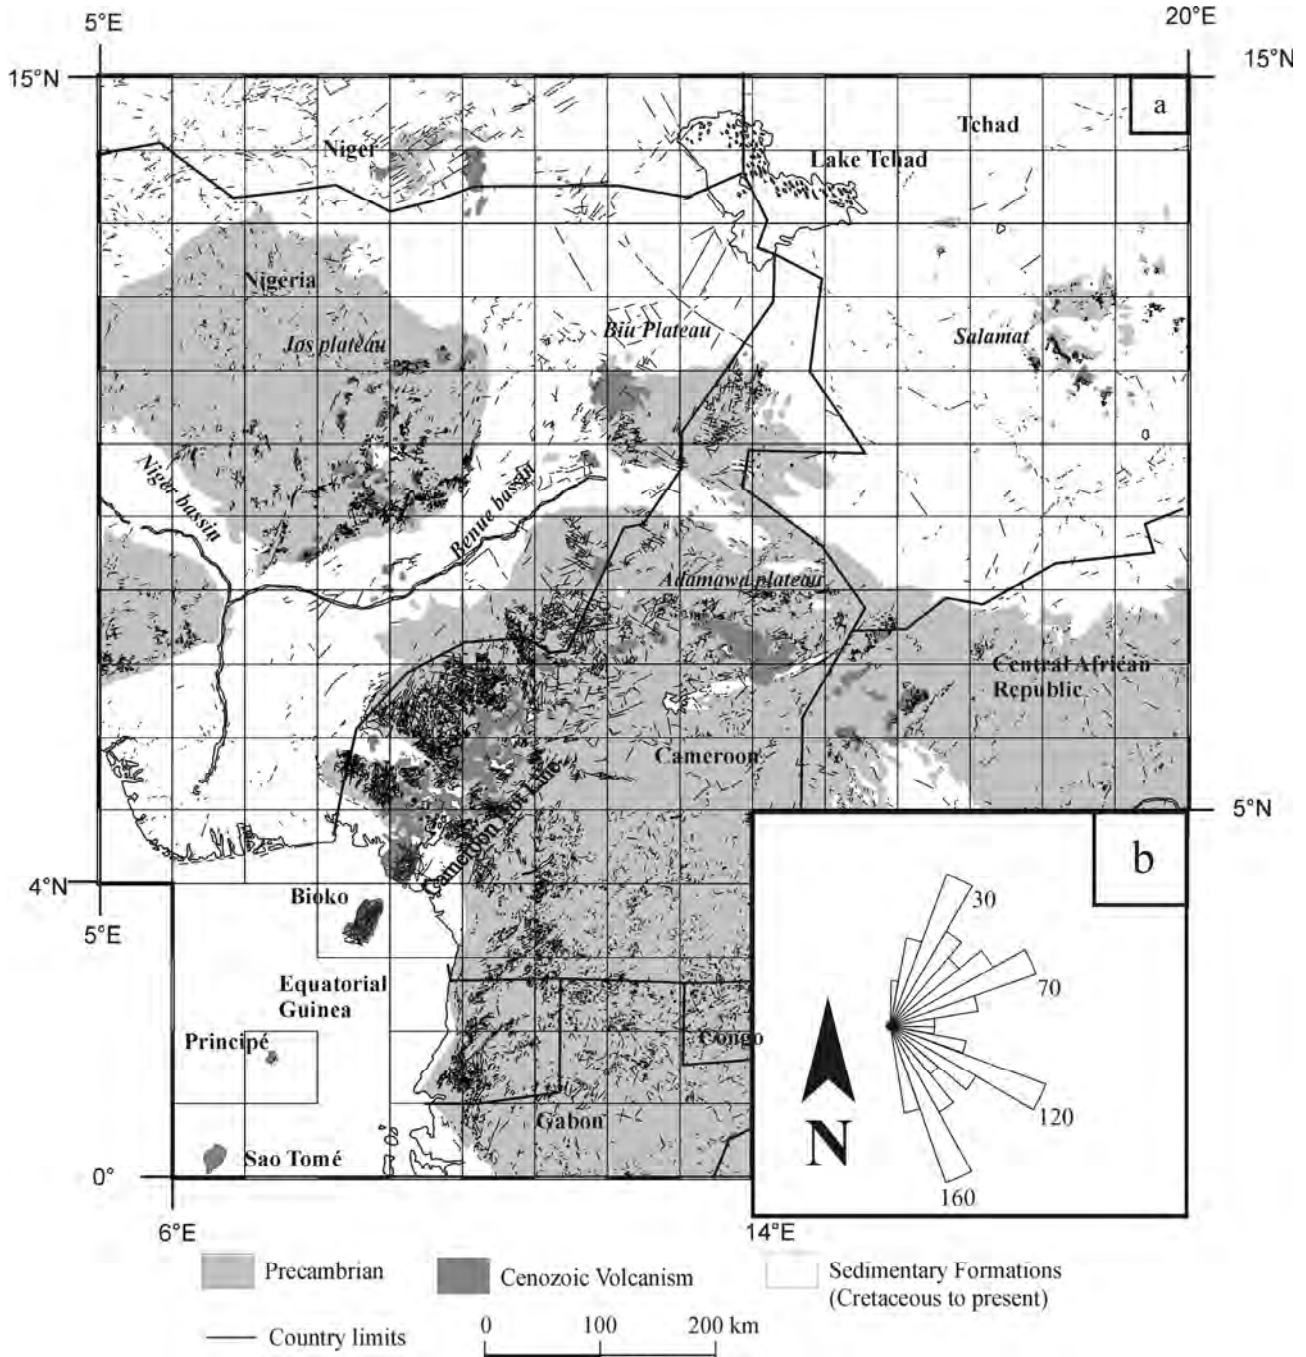 5°E
20°E
15°N
15°N
a
Tchad
Niger
Lake Tchad
Nigeria
Jos plateau
Biu Plateau
Salamat
Niger bassin
Benue bassin
Adamawa plateau
Central African
Republic
Cameroon
Cameroon Hot Line
5°N
b
4°N
5°E
Bioko
30
Equatorial
Guinea
70
Principé
Congo
120
Gabon
N
Sao Tomé
160
0°
6°E
14°E
Precambrian
Cenozoic Volcanism
Sedimentary Formations
(Cretaceous to present)
Country limits
0 100 200 km